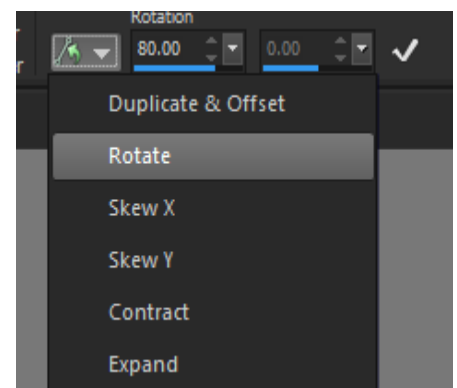 Rotation
80.00
0.00
Duplicate & Offset
Rotate
Skew X
Skew Y
Contract
Expand